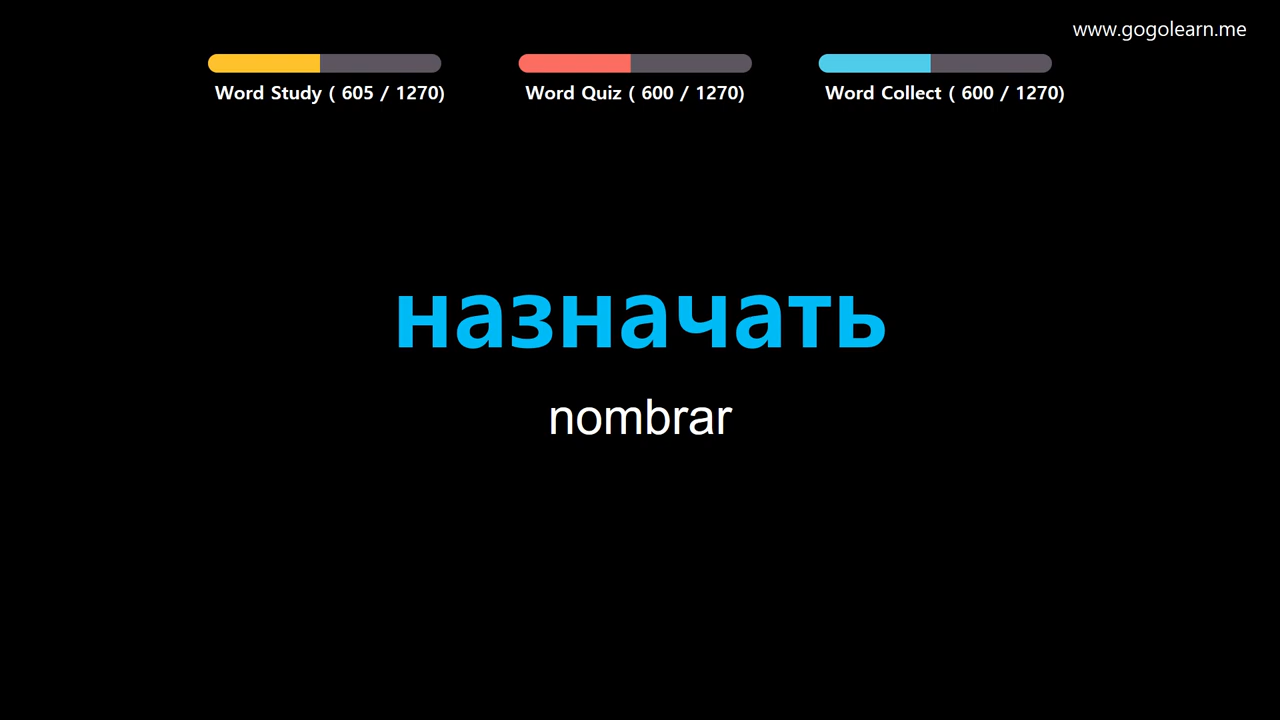 www.gogolearn.me
Word Study ( 605 / 1270)
Word Quiz ( 600 / 1270)
Word Collect ( 600 / 1270)
назначать
nombrar